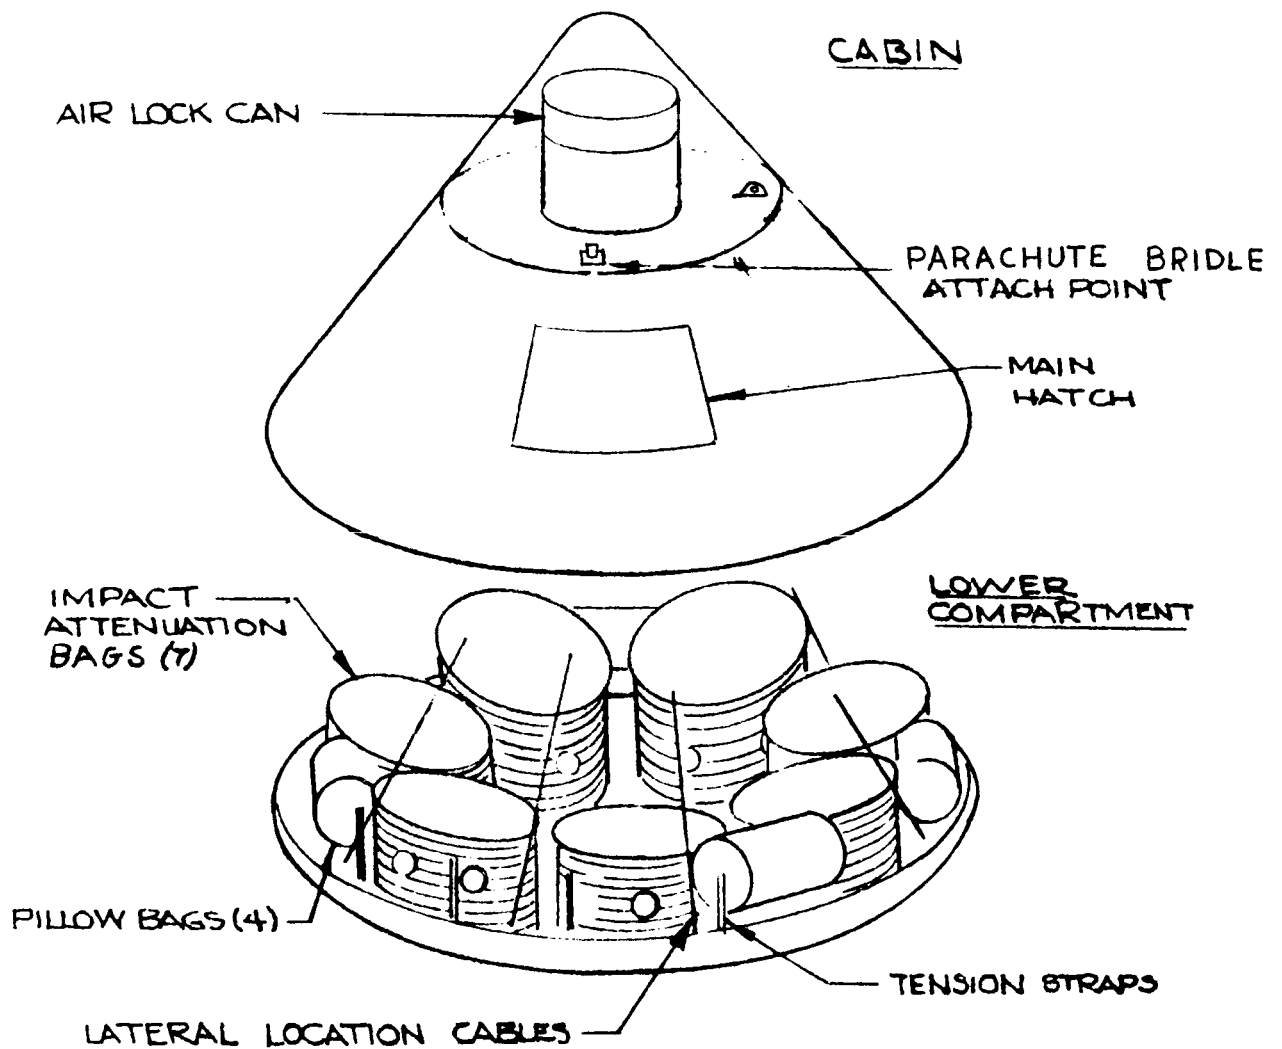 CABIN
AIR LOCK CAN
PARACHUTE BRIDLE
ATTACH POINT
MAIN
HATCH
IMPACT
ATTENUATION
BAGS (7)
LOWER
COMPARTMENT
PILLOW BAGS (4)
TENSION STRAPS
LATERAL LOCATION CABLES